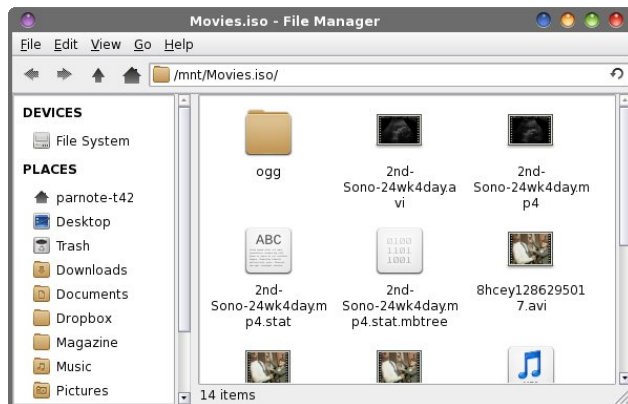 Movies.iso - File Manager
File Edit View Go Help
/mnt/Movies.iso/
DEVICES
File System
PLACES
parnote-t42
Desktop
Trash
Downloads
Documents
Dropbox
Magazine
Music
Pictures
ogg
2nd-
Sono-24wk4day.a
vi
2nd-
Sono-24wk4day.m
p4
ABC
2nd-
Sono-24wk4day.m
p4.stat
0100
1101
1001
2nd-
Sono-24wk4day.m
p4.stat.mbtree
8hcey128629501
7.avi
14 items